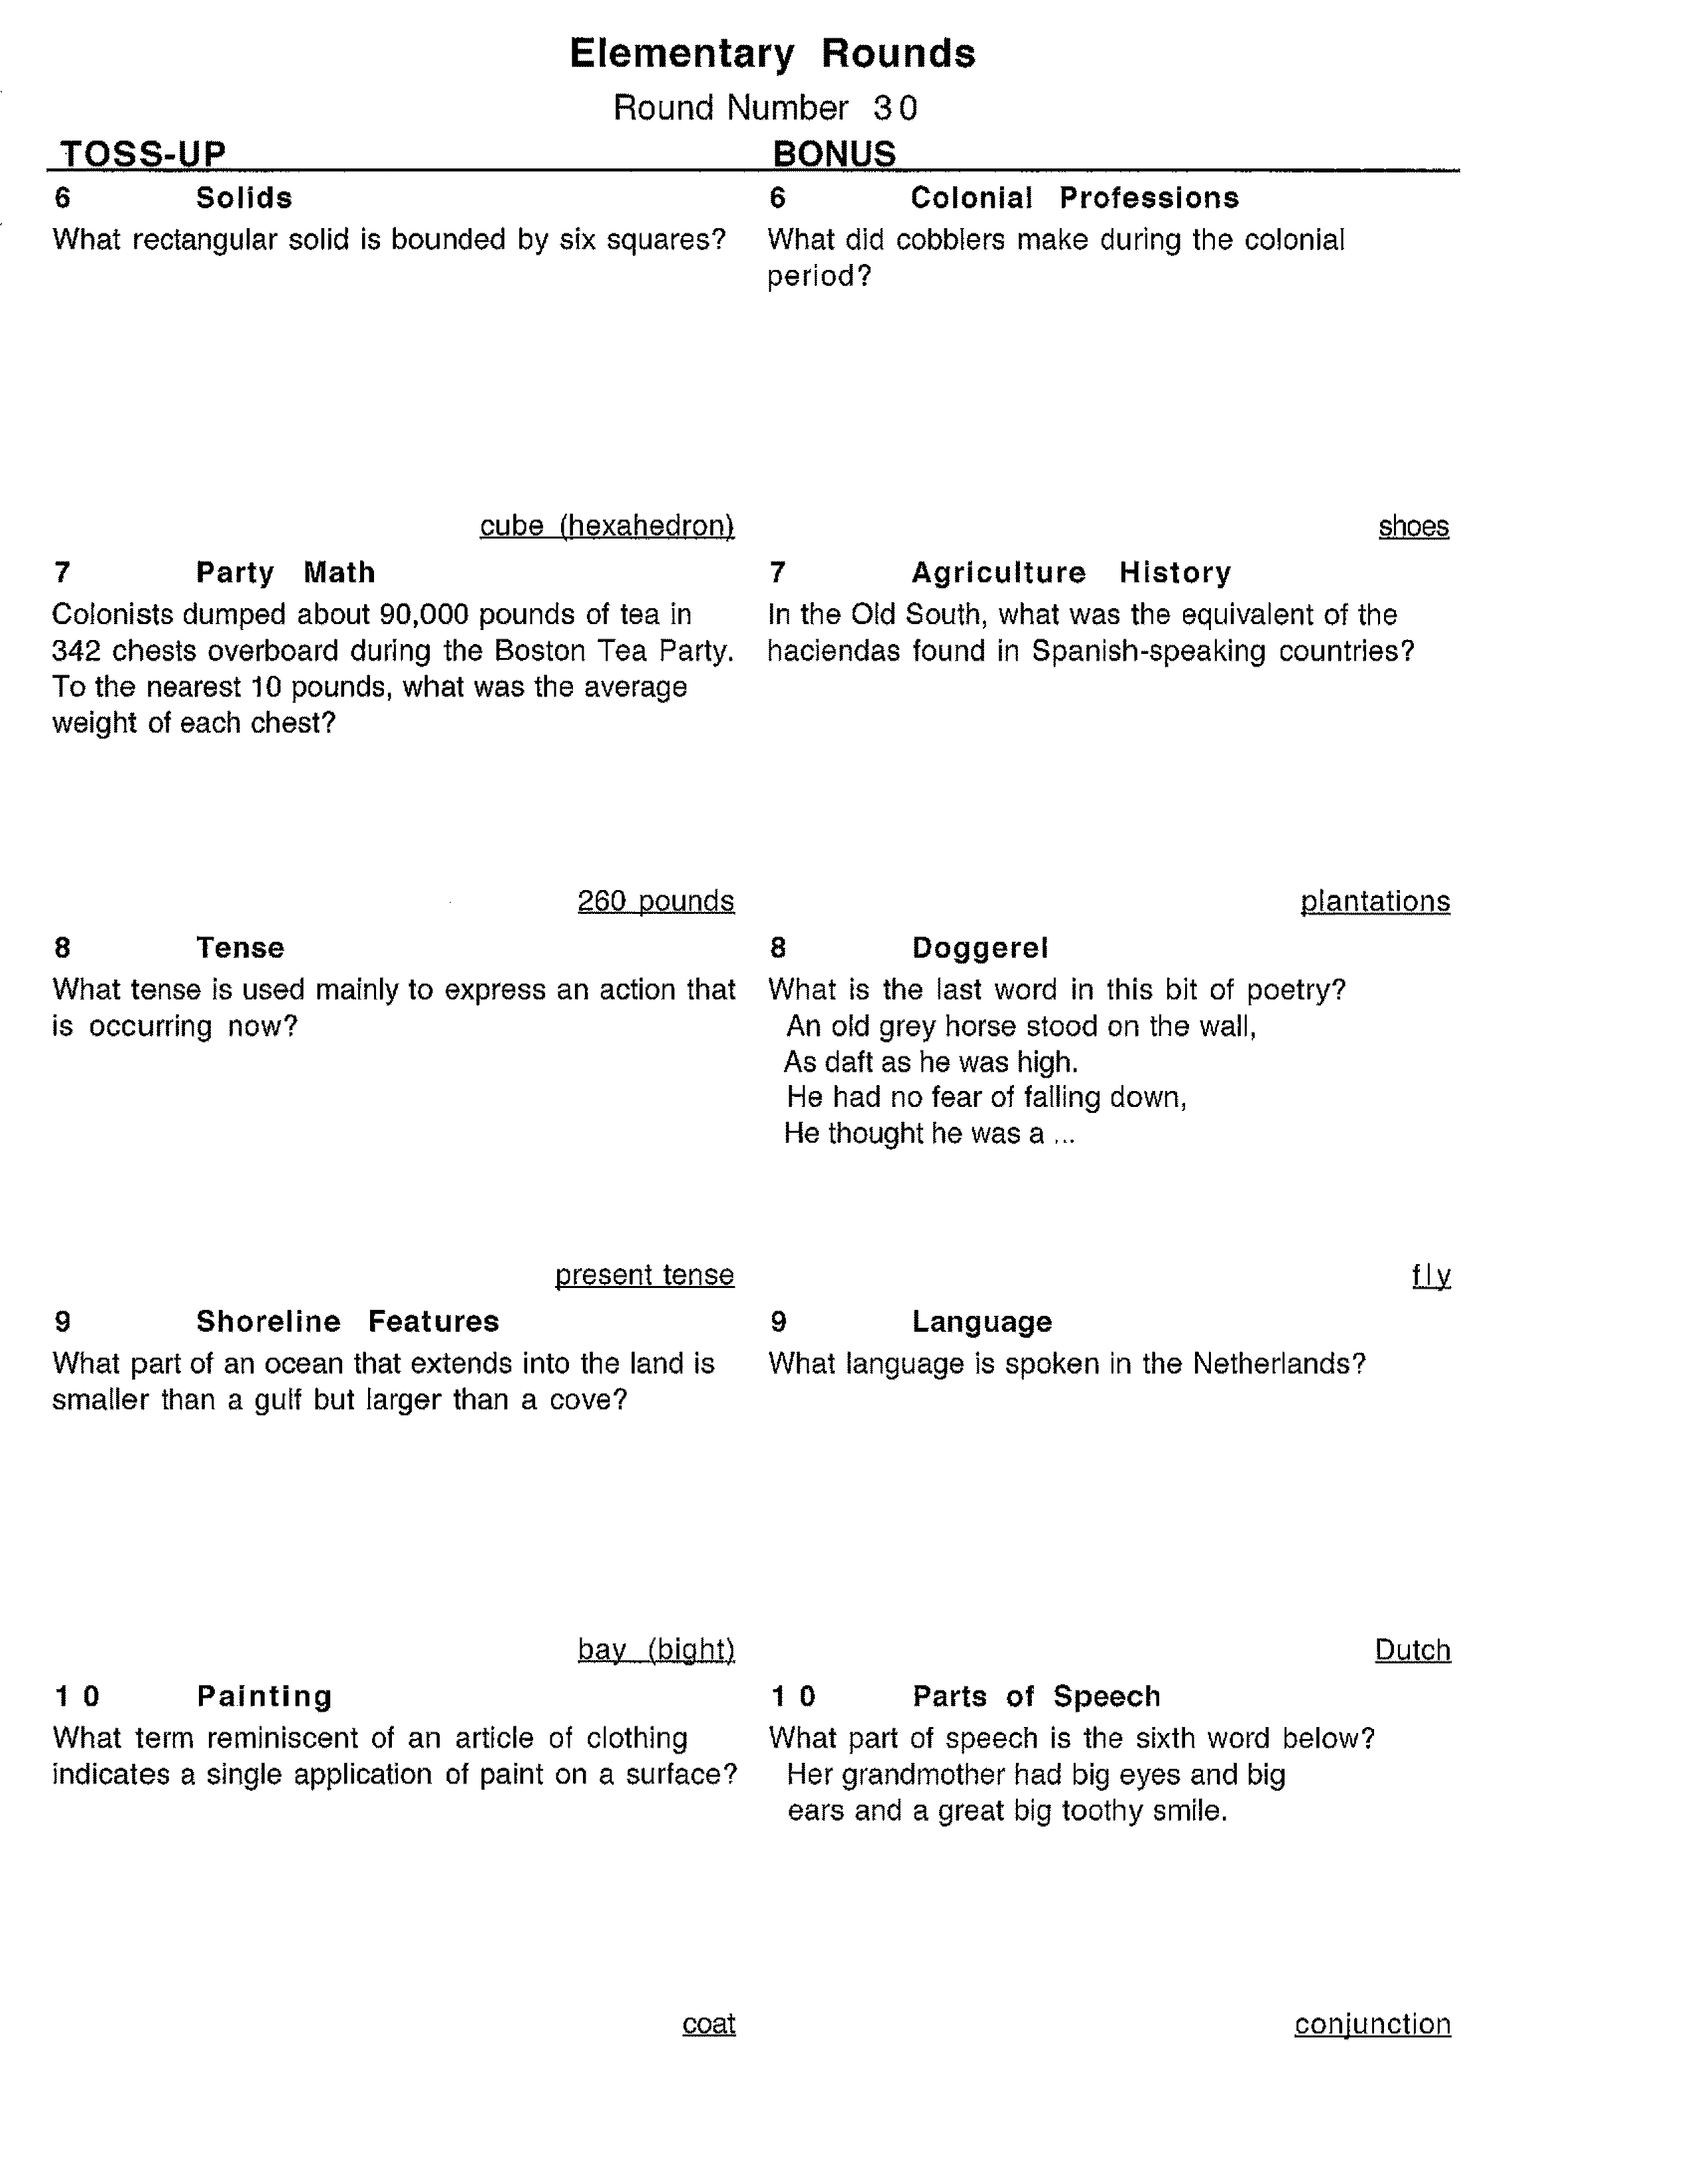 Elementary Rounds
Round Number 30
TOSS-UP
BONUS
6 Solids
What rectangular solid is bounded by six squares?
cube (hexahedron)
6 Colonial Professions
What did cobblers make during the colonial
period?
shoes
7 Party Math
Colonists dumped about 90,000 pounds of tea in
342 chests overboard during the Boston Tea Party.
To the nearest 10 pounds, what was the average
weight of each chest?
260 pounds
7 Agriculture History
In the Old South, what was the equivalent of the
haciendas found in Spanish-speaking countries?
plantations
8 Tense
What tense is used mainly to express an action that
is occurring now?
present tense
8 Doggerel
What is the last word in this bit of poetry?
An old grey horse stood on the wall,
As daft as he was high.
He had no fear of falling down,
He thought he was a ...
fly
9 Shoreline Features
What part of an ocean that extends into the land is
smaller than a gulf but larger than a cove?
bay (bight)
9 Language
What language is spoken in the Netherlands?
Dutch
10 Painting
What term reminiscent of an article of clothing
indicates a single application of paint on a surface?
coat
10 Parts of Speech
What part of speech is the sixth word below?
Her grandmother had big eyes and big
ears and a great big toothy smile.
conjunction